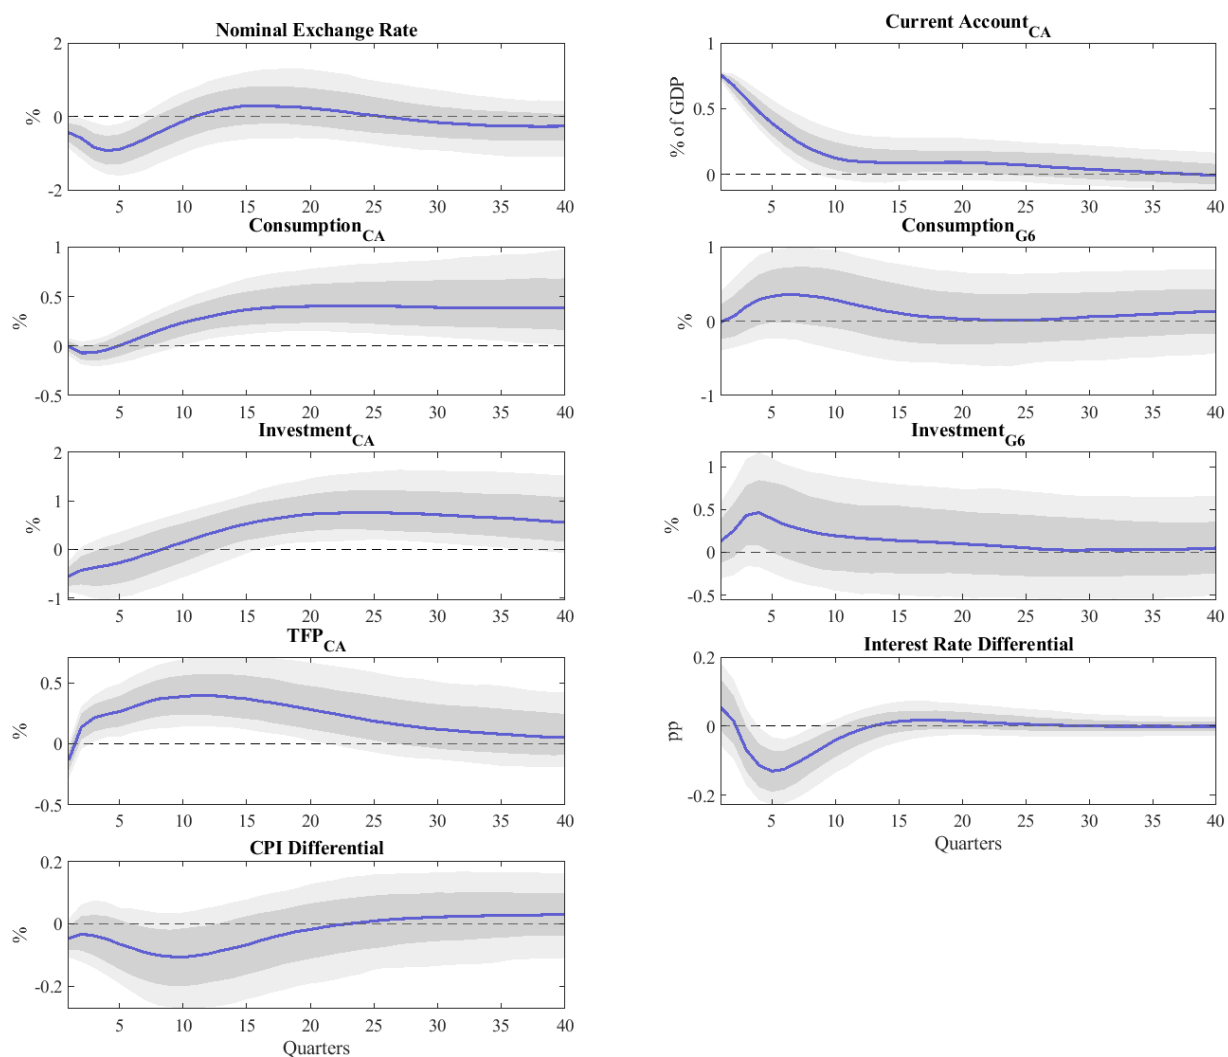 Nominal Exchange Rate
2
0
-2
%
5 10 15 20 25 30 35 40
Current Account_CA
1
0.5
0
% of GDP
5 10 15 20 25 30 35 40
Consumption_CA
1
0.5
0
-0.5
%
5 10 15 20 25 30 35 40
Consumption_G6
1
0
-1
%
5 10 15 20 25 30 35 40
Investment_CA
2
1
0
-1
%
5 10 15 20 25 30 35 40
Investment_G6
1
0.5
0
-0.5
%
5 10 15 20 25 30 35 40
TFP_CA
0.5
0
-0.5
%
5 10 15 20 25 30 35 40
Interest Rate Differential
0.2
0
-0.2
pp
5 10 15 20 25 30 35 40
Quarters
CPI Differential
0.2
0
-0.2
%
5 10 15 20 25 30 35 40
Quarters